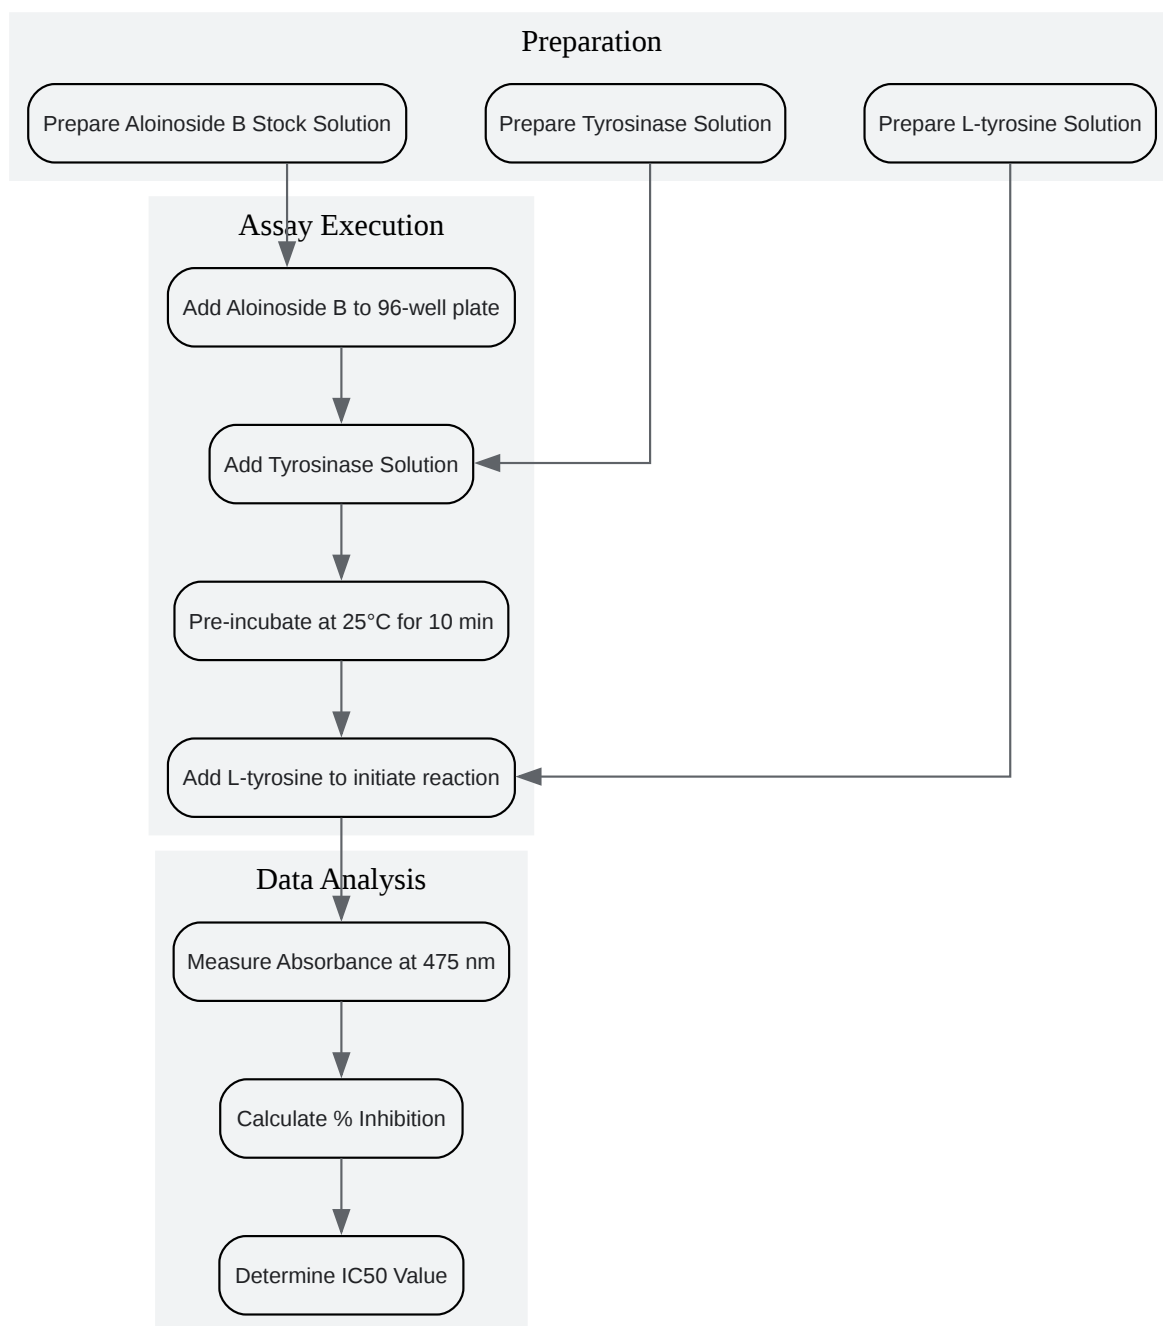 Preparation
Prepare Aloinoside B Stock Solution
Prepare Tyrosinase Solution
Prepare L-tyrosine Solution
Assay Execution
Add Aloinoside B to 96-well plate
Add Tyrosinase Solution
Pre-incubate at 25°C for 10 min
Add L-tyrosine to initiate reaction
Data Analysis
Measure Absorbance at 475 nm
Calculate % Inhibition
Determine IC50 Value